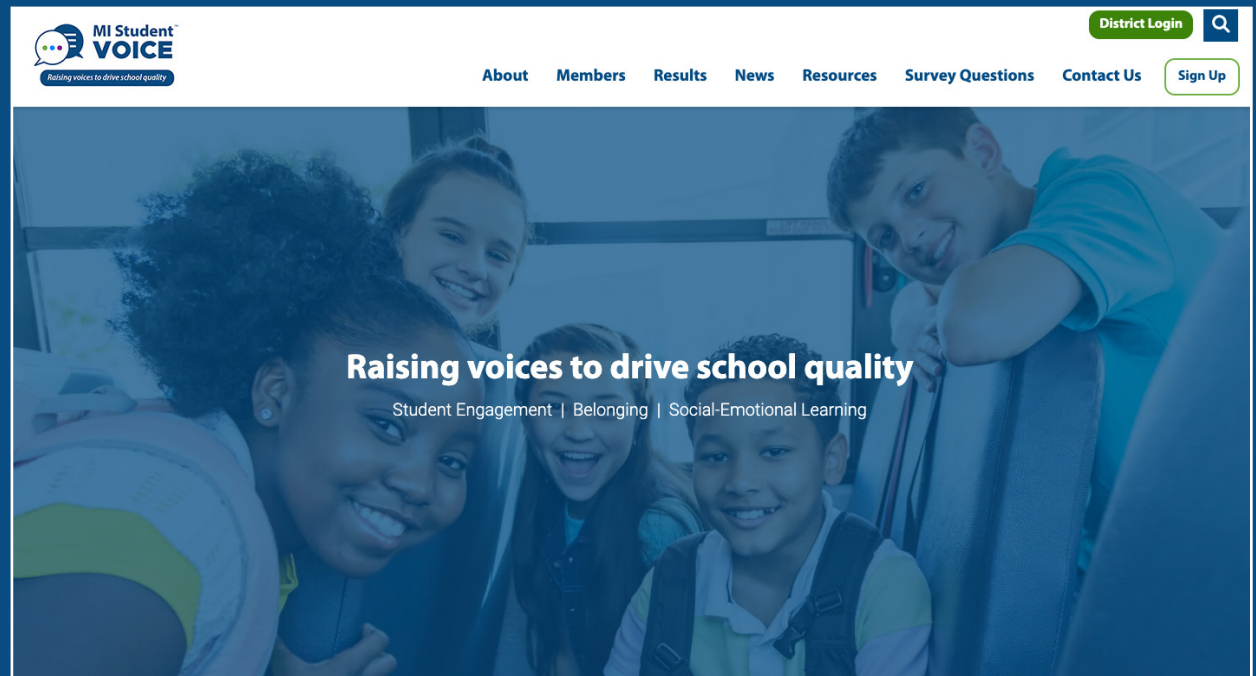 MI Student™
VOICE
Raising voices to drive school quality
District Login
About Members Results News Resources Survey Questions Contact Us Sign Up
Raising voices to drive school quality
Student Engagement | Belonging | Social-Emotional Learning